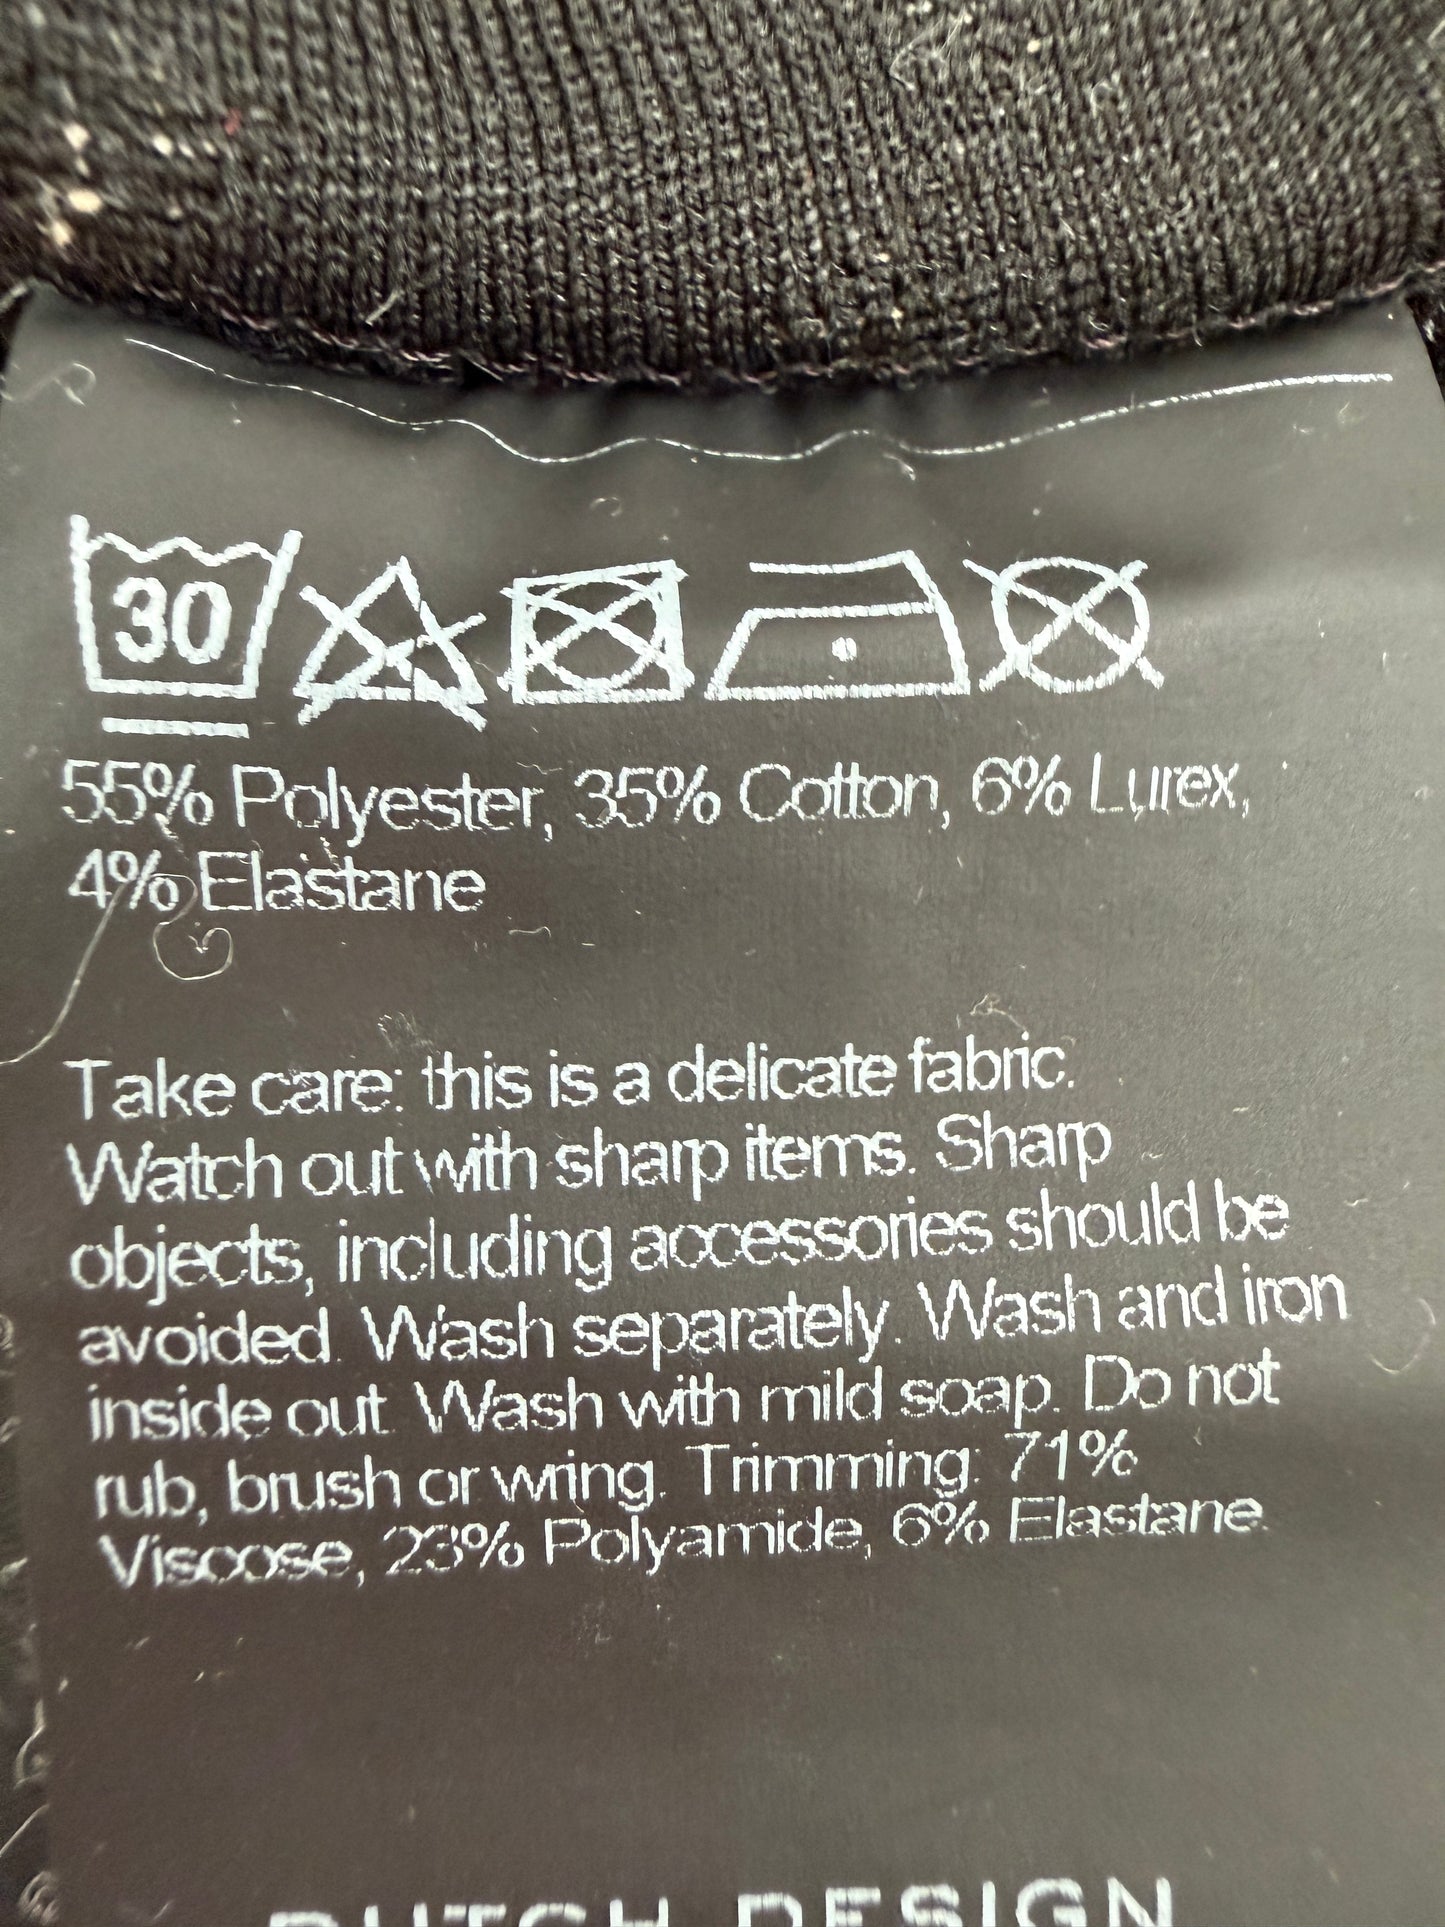 30
55% Polyester, 35% Cotton, 6% Lurex,
4% Elastane
Take care: this is a delicate fabric.
Watch out with sharp items. Sharp
objects, including accessories should be
avoided. Wash separately. Wash and iron
inside out. Wash with mild soap. Do not
rub, brush or wring. Trimming: 71%
Viscose, 23% Polyamide, 6% Elastane.
DUTCH DESIGN